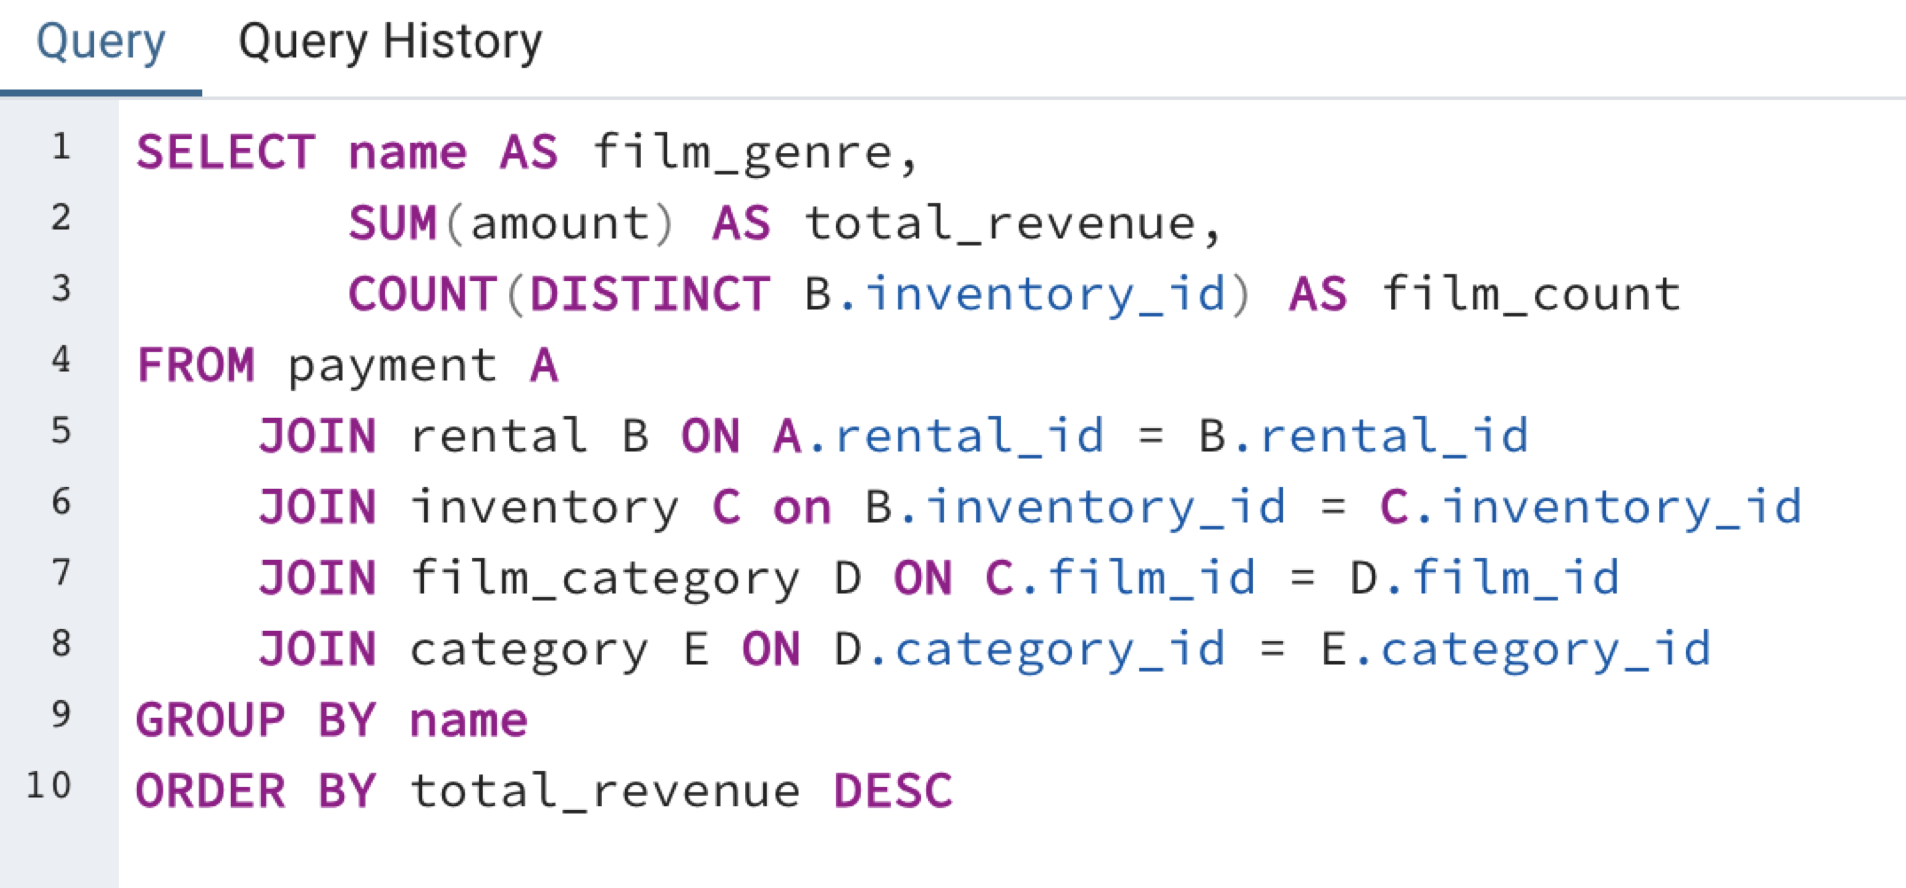 Query Query History
1 SELECT name AS film_genre,
2 SUM(amount) AS total_revenue,
3 COUNT(DISTINCT B.inventory_id) AS film_count
4 FROM payment A
5 JOIN rental B ON A.rental_id = B.rental_id
6 JOIN inventory C on B.inventory_id = C.inventory_id
7 JOIN film_category D ON C.film_id = D.film_id
8 JOIN category E ON D.category_id = E.category_id
9 GROUP BY name
10 ORDER BY total_revenue DESC